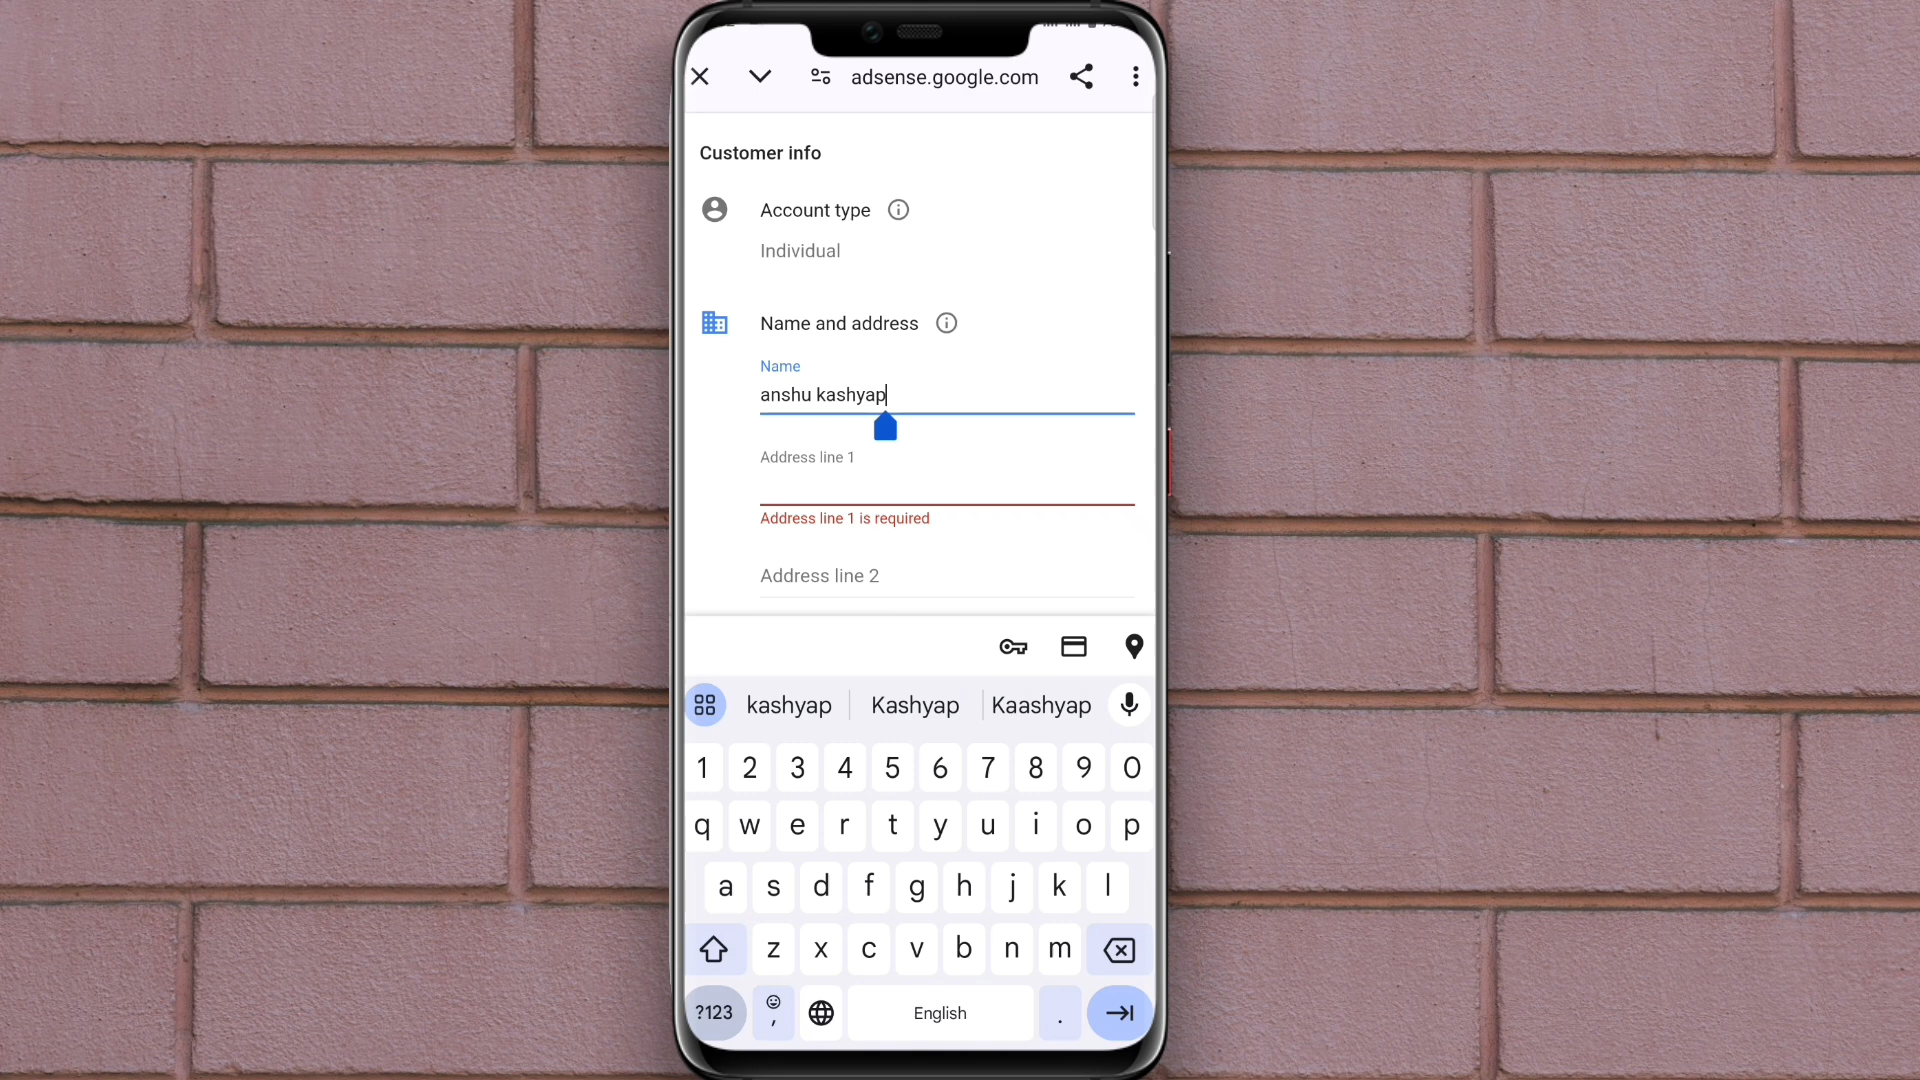 adsense.google.com
Customer info
Account type
Individual
Name and address
Name
anshu kashyap
Address line 1
Address line 1 is required
Address line 2
kashyap Kashyap Kaashyap
1 2 3 4 5 6 7 8 9 0
q w e r t y u i o p
a s d f g h j k l
z x c v b n m
?123 , English .